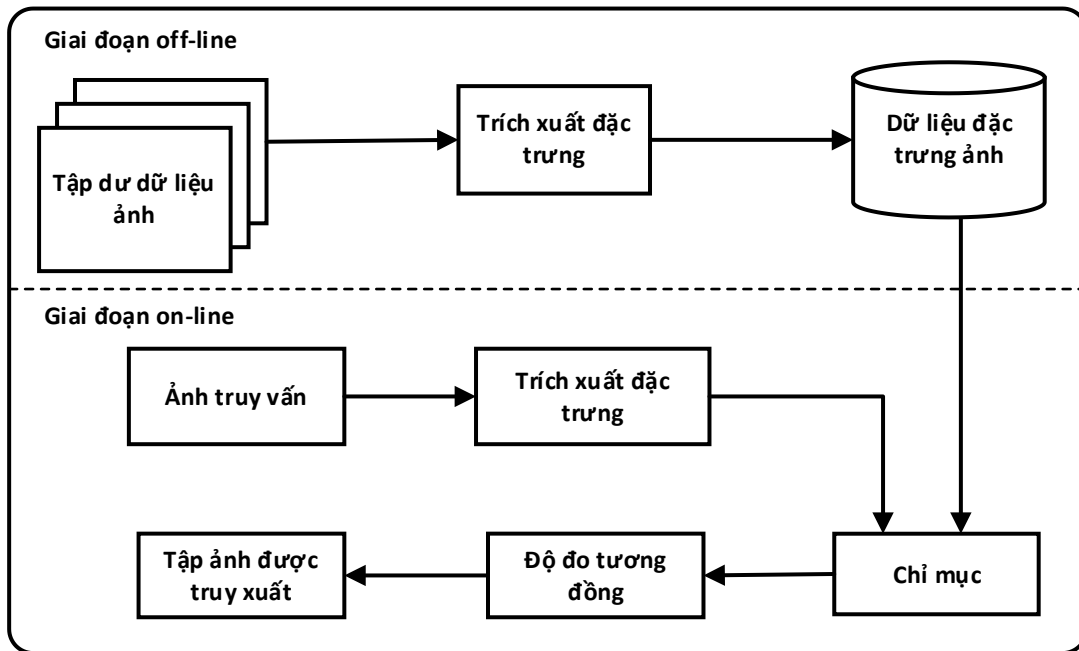 Giai đoạn off-line
Tập dư dữ liệu
ảnh
Trích xuất đặc
trưng
Dữ liệu đặc
trưng ảnh
Giai đoạn on-line
Ảnh truy vấn
Trích xuất đặc
trưng
Tập ảnh được
truy xuất
Độ đo tương
đồng
Chỉ mục